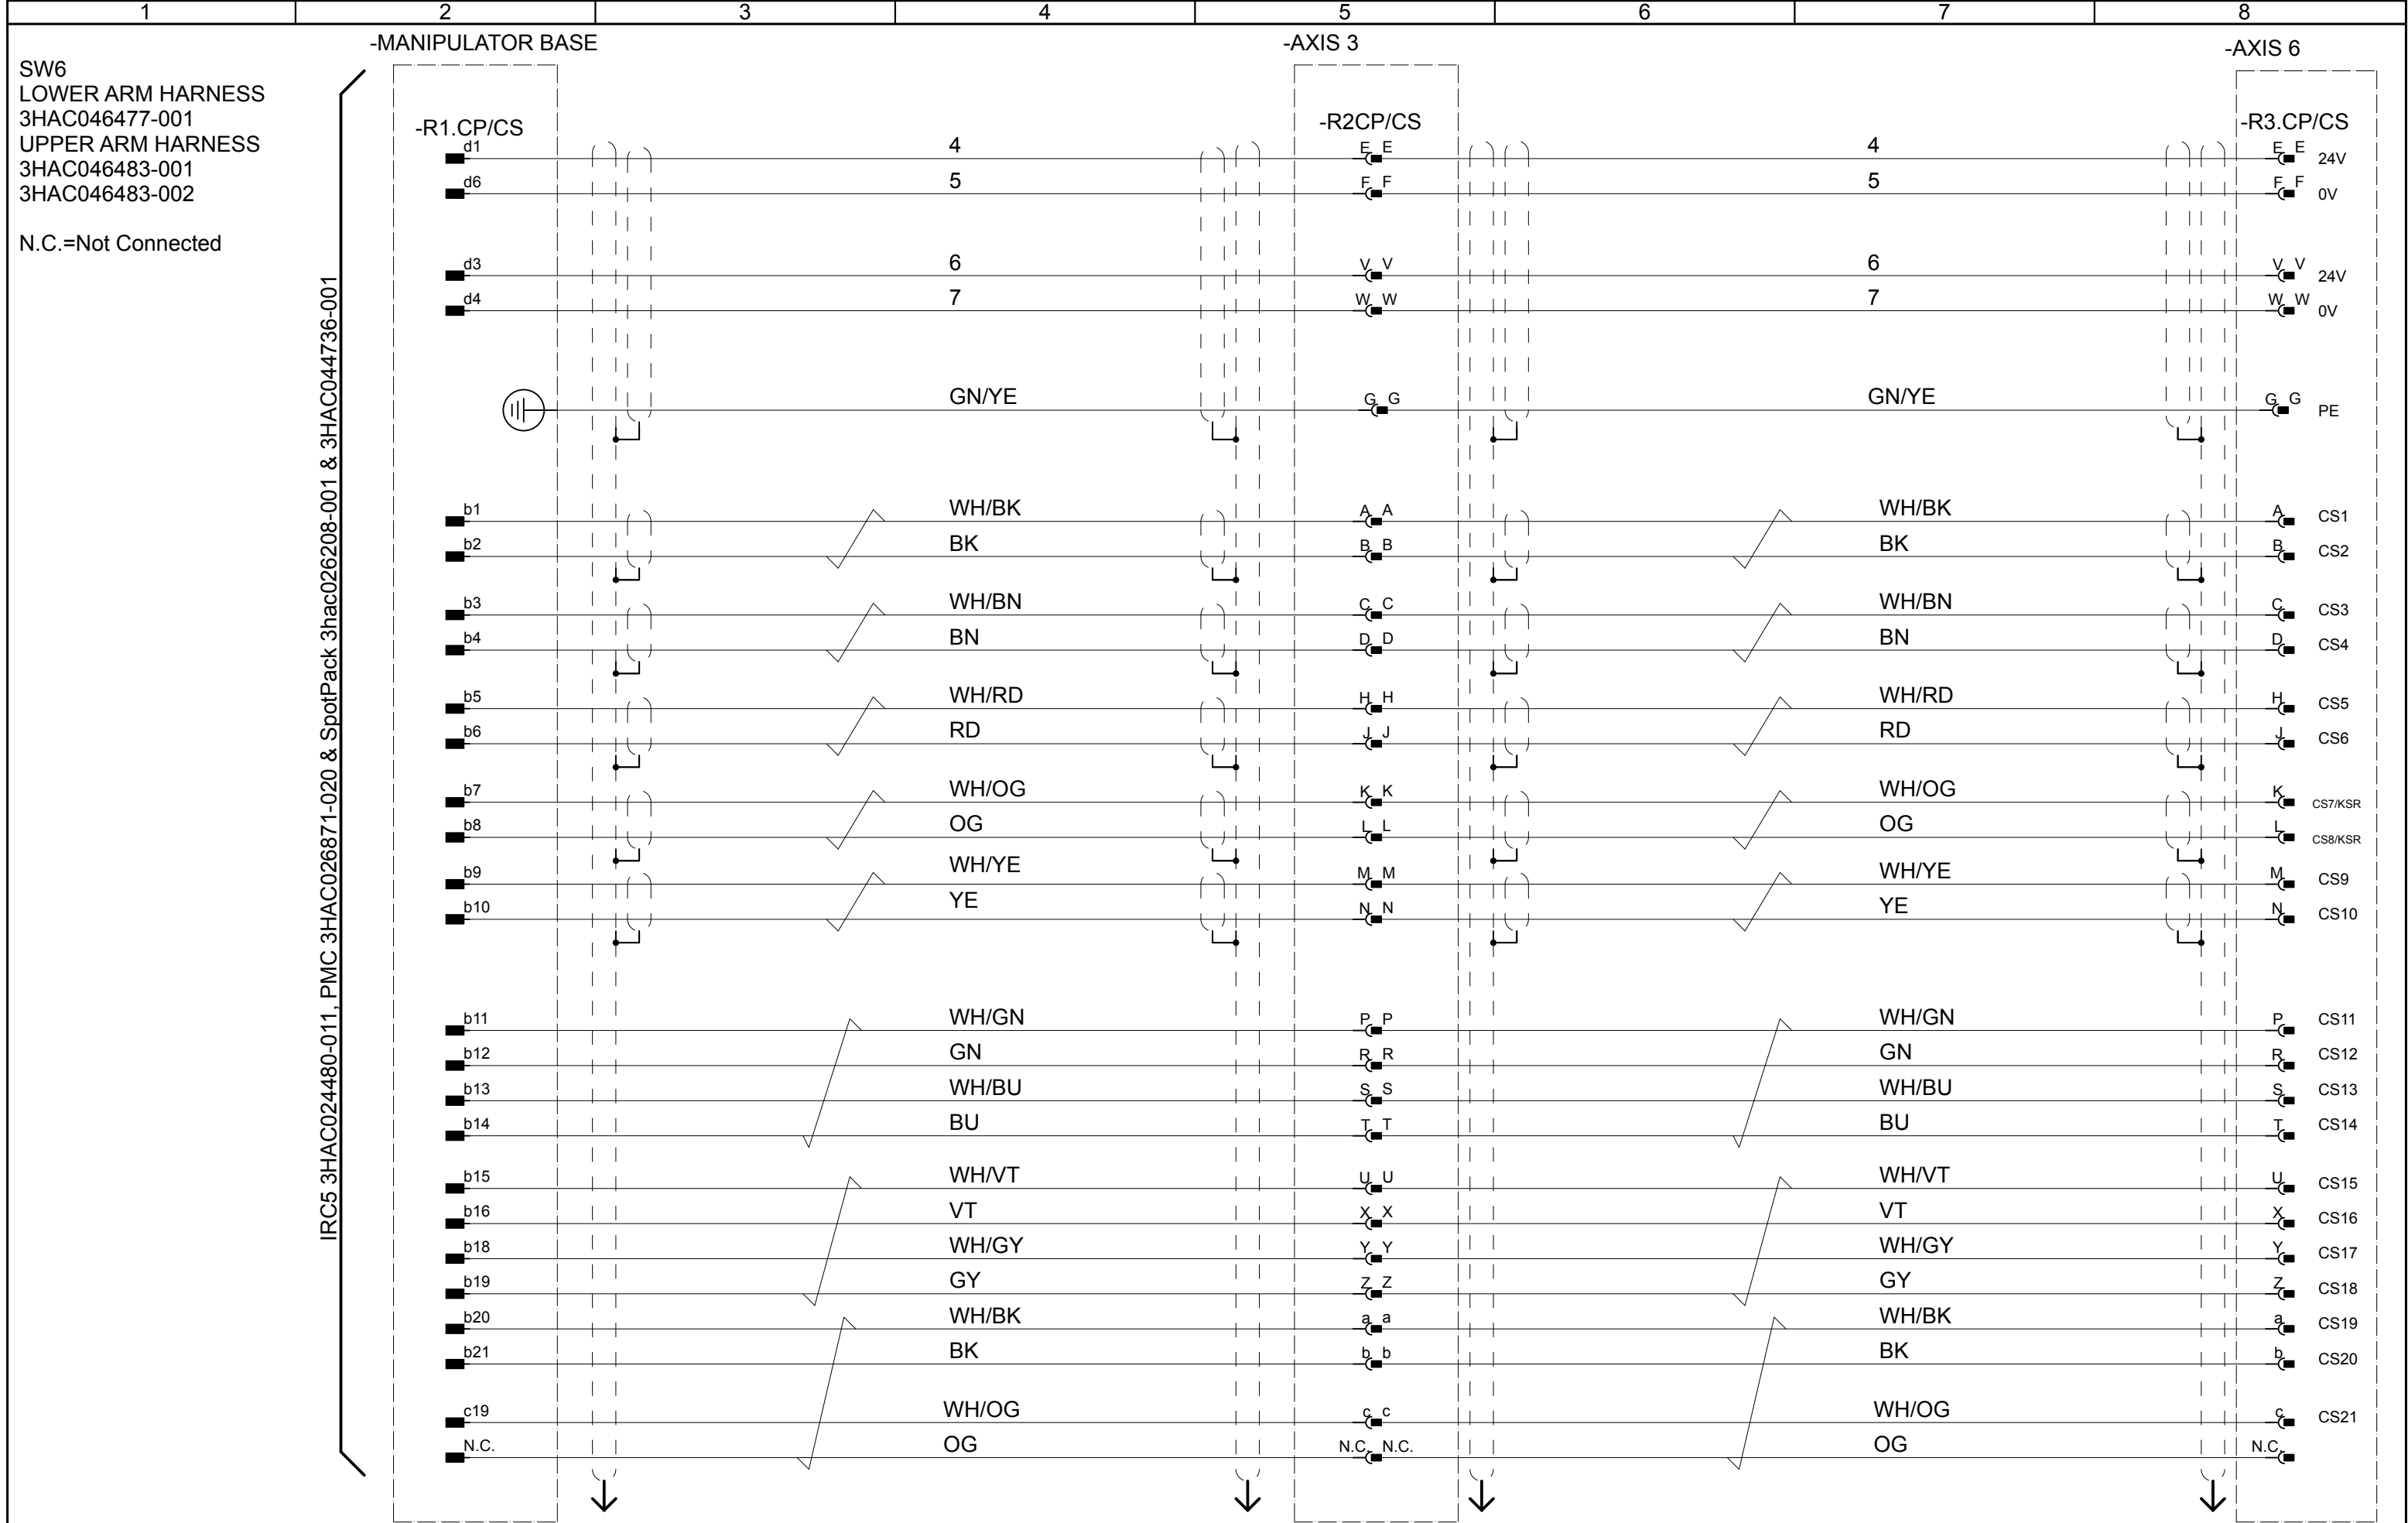 1 2 3 4 5 6 7 8
-MANIPULATOR BASE -AXIS 3 -AXIS 6
SW6
LOWER ARM HARNESS
3HAC046477-001
UPPER ARM HARNESS
3HAC046483-001
3HAC046483-002
N.C.=Not Connected
IRC5 3HAC024480-011, PMC 3HAC026871-020 & SpotPack 3hac026208-001 & 3HAC044736-001
-R1.CP/CS -R2CP/CS -R3.CP/CS
d1 4 E E 4 E E 24V
d6 5 F F 5 F F 0V
d3 6 V V 6 V V 24V
d4 7 W W 7 W W 0V
GN/YE G G GN/YE G G PE
b1 WH/BK A A WH/BK A CS1
b2 BK B B BK B CS2
b3 WH/BN C C WH/BN C CS3
b4 BN D D BN D CS4
b5 WH/RD H H WH/RD H CS5
b6 RD J J RD J CS6
b7 WH/OG K K WH/OG K CS7/KSR
b8 OG L L OG L CS8/KSR
b9 WH/YE M M WH/YE M CS9
b10 YE N N YE N CS10
b11 WH/GN P P WH/GN P CS11
b12 GN R R GN R CS12
b13 WH/BU S S WH/BU S CS13
b14 BU T T BU T CS14
b15 WH/VT U U WH/VT U CS15
b16 VT X X VT X CS16
b18 WH/GY Y Y WH/GY Y CS17
b19 GY Z Z GY Z CS18
b20 WH/BK a a WH/BK a CS19
b21 BK b b BK b CS20
c19 WH/OG c c WH/OG c CS21
N.C. OG N.C. N.C. OG N.C.